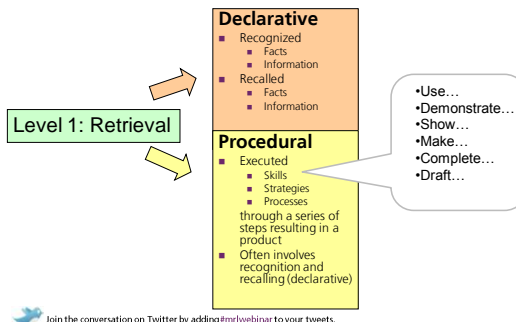 Declarative
■ Recognized
■ Facts
■ Information
■ Recalled
■ Facts
■ Information
Level 1: Retrieval
Procedural
■ Executed
■ Skills
■ Strategies
■ Processes
through a series of
steps resulting in a
product
■ Often involves
recognition and
recalling (declarative)
•Use…
•Demonstrate…
•Show…
•Make…
•Complete…
•Draft…
Join the conversation on Twitter by adding #mrlwebinar to your tweets.